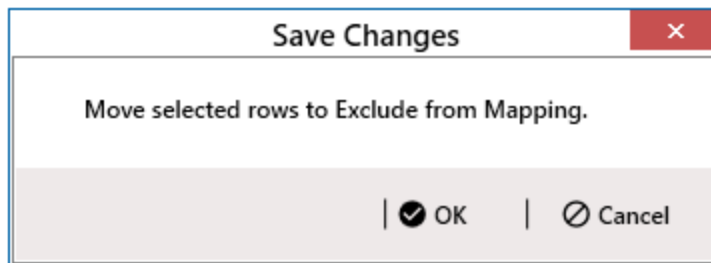 Save Changes
Move selected rows to Exclude from Mapping.
OK
Cancel